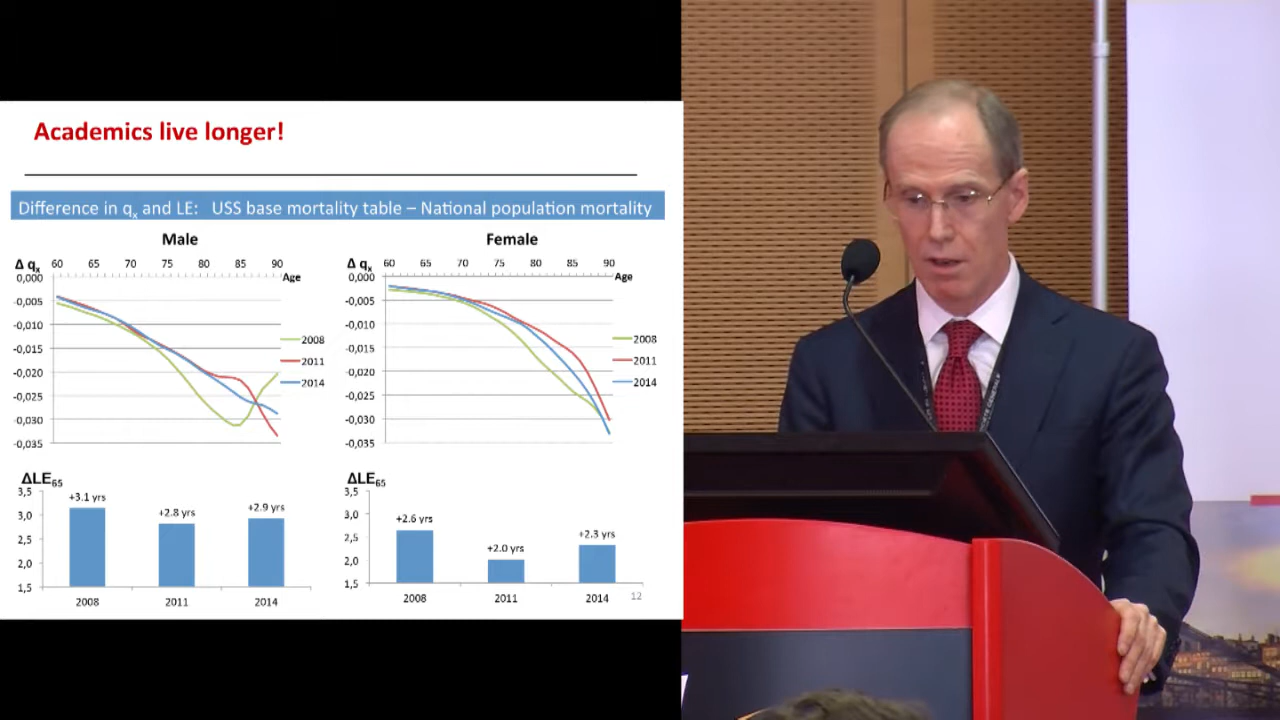 Academics live longer!
Difference in qx and LE: USS base mortality table – National population mortality
Male
Δ qx 60 65 70 75 80 85 90
Age
0,000
-0,005
-0,010
-0,015
-0,020
-0,025
-0,030
-0,035
2008
2011
2014
Female
Δ qx 60 65 70 75 80 85 90
Age
0,000
-0,005
-0,010
-0,015
-0,020
-0,025
-0,030
-0,035
2008
2011
2014
ΔLE65
3,5
3,0
2,5
2,0
1,5
+3.1 yrs
+2.8 yrs
+2.9 yrs
2008 2011 2014
ΔLE65
3,5
3,0
2,5
2,0
1,5
+2.6 yrs
+2.0 yrs
+2.3 yrs
2008 2011 2014
12